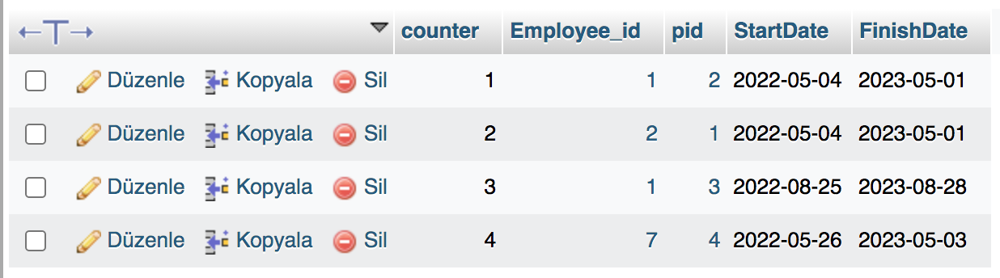 counter Employee_id pid StartDate FinishDate
Düzenle Kopyala Sil 1 1 2 2022-05-04 2023-05-01
Düzenle Kopyala Sil 2 2 1 2022-05-04 2023-05-01
Düzenle Kopyala Sil 3 1 3 2022-08-25 2023-08-28
Düzenle Kopyala Sil 4 7 4 2022-05-26 2023-05-03